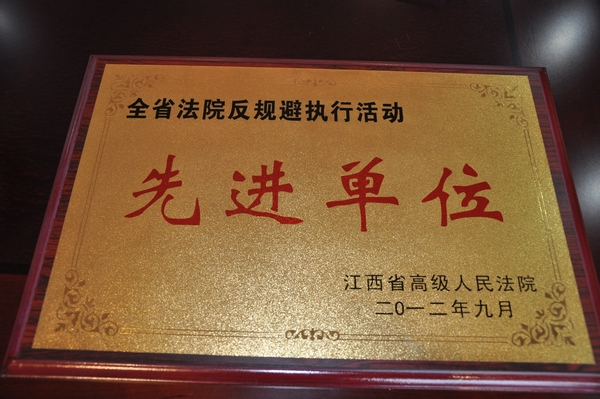 全省法院反规避执行活动
先进单位
江西省高级人民法院
二〇一二年九月